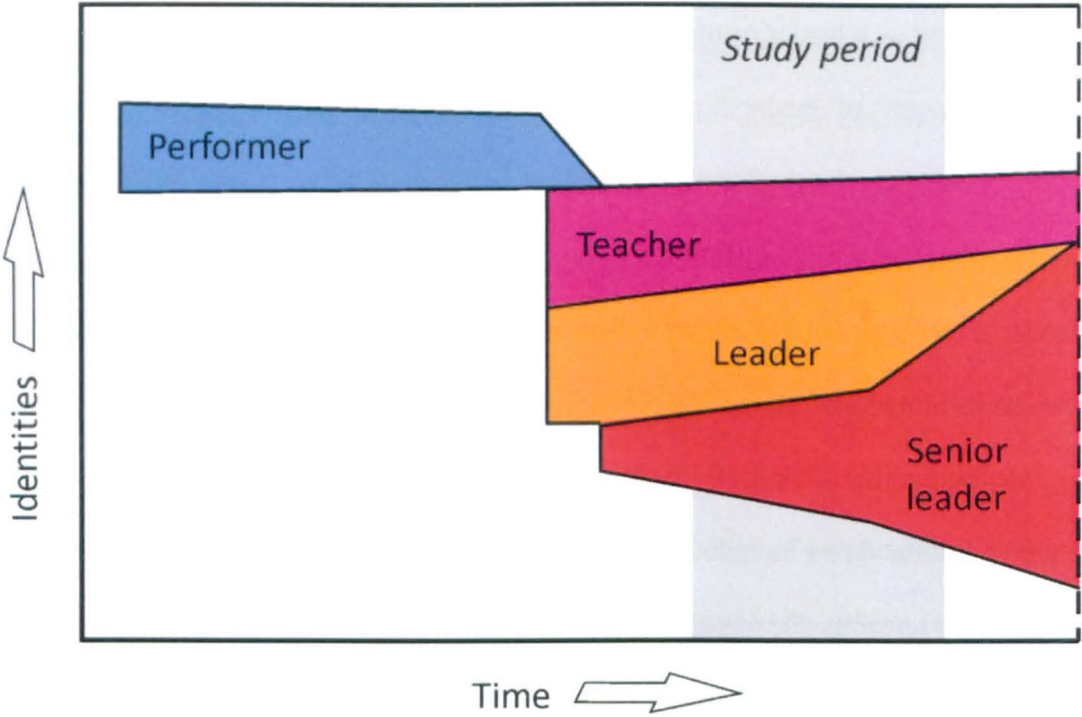 Study period
Performer
Teacher
Leader
Senior
leader
Identities
Time